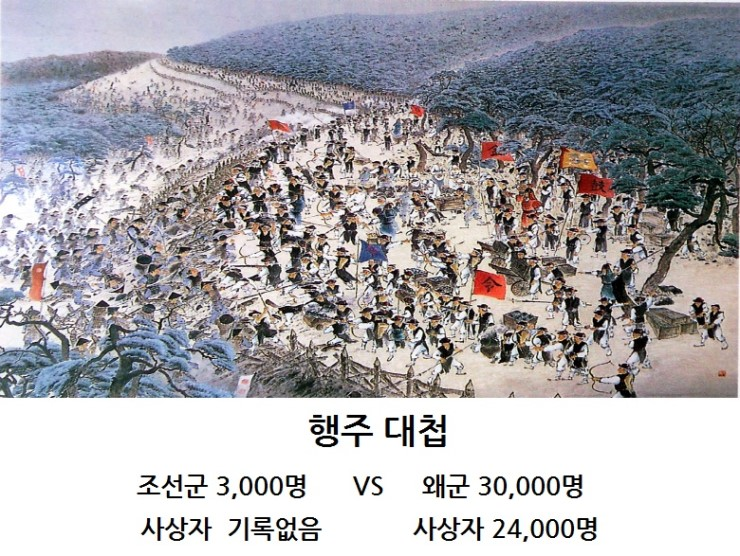 令
행주 대첩
조선군 3,000명 VS 왜군 30,000명
사상자 기록없음 사상자 24,000명